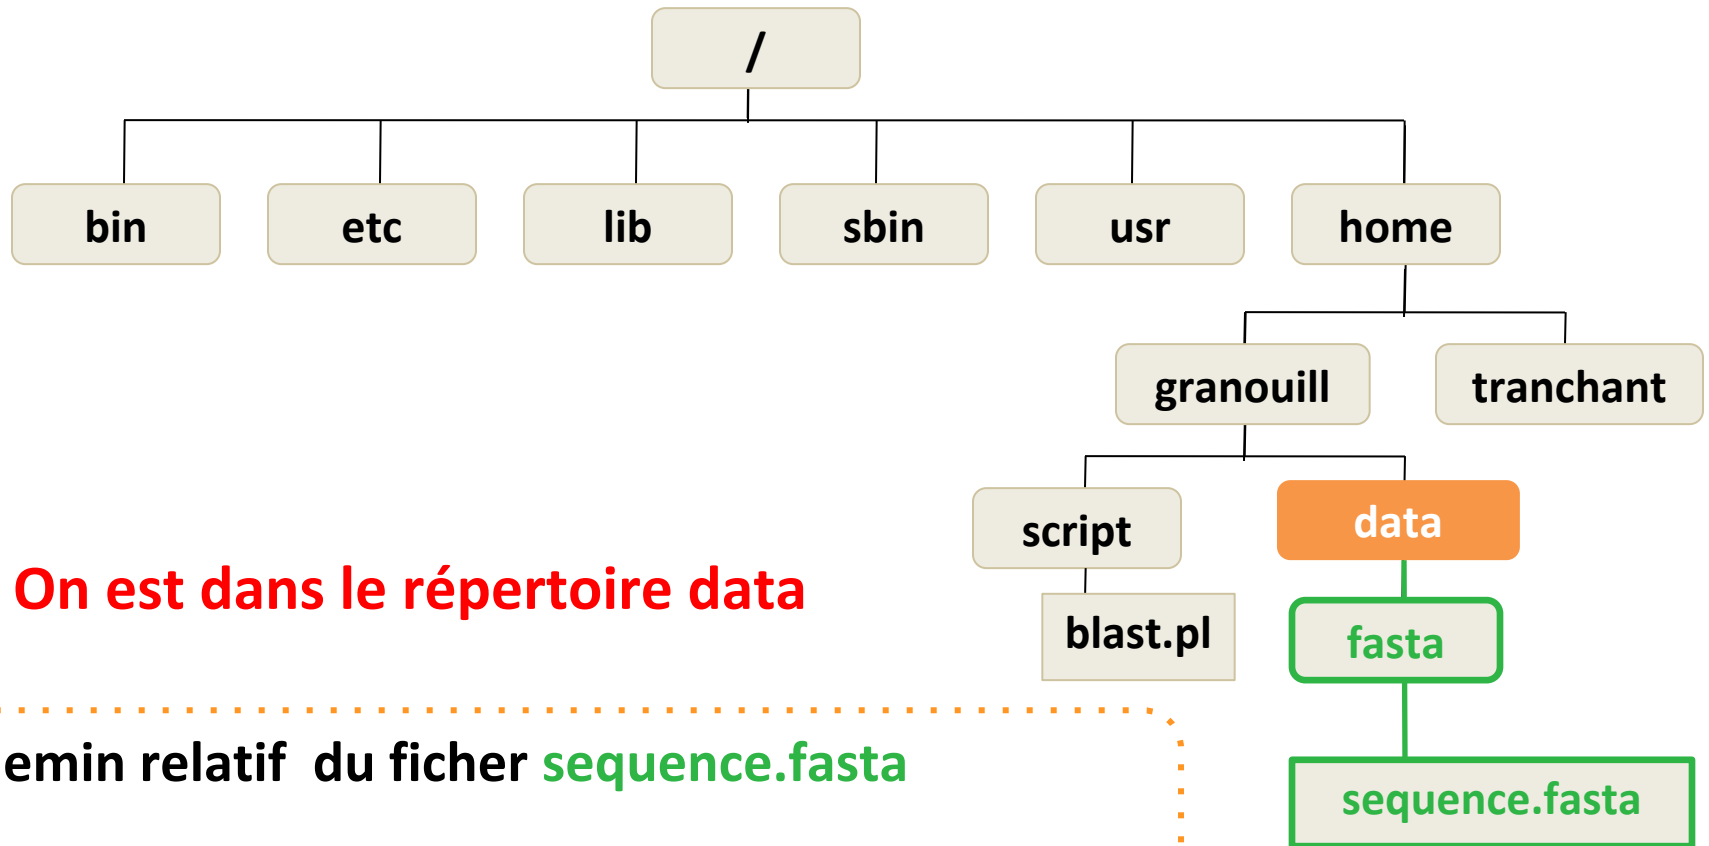 /
bin
etc
lib
sbin
usr
home
granouill
tranchant
script
data
On est dans le répertoire data
blast.pl
fasta
emin relatif du ficher sequence.fasta
sequence.fasta